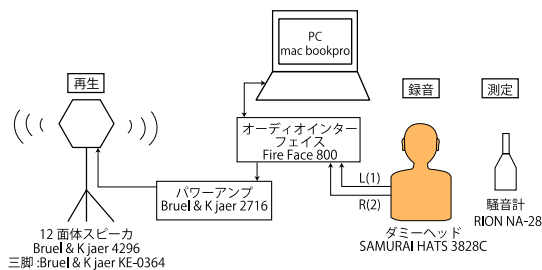 PC
mac bookpro
再生
録音
測定
オーディオインター
フェイス
Fire Face 800
パワーアンプ
Bruel & K jaer 2716
L(1)
R(2)
12 面体スピーカ
Bruel & K jaer 4296
三脚 :Bruel & K jaer KE-0364
ダミーヘッド
SAMURAI HATS 3828C
騒音計
RION NA-28